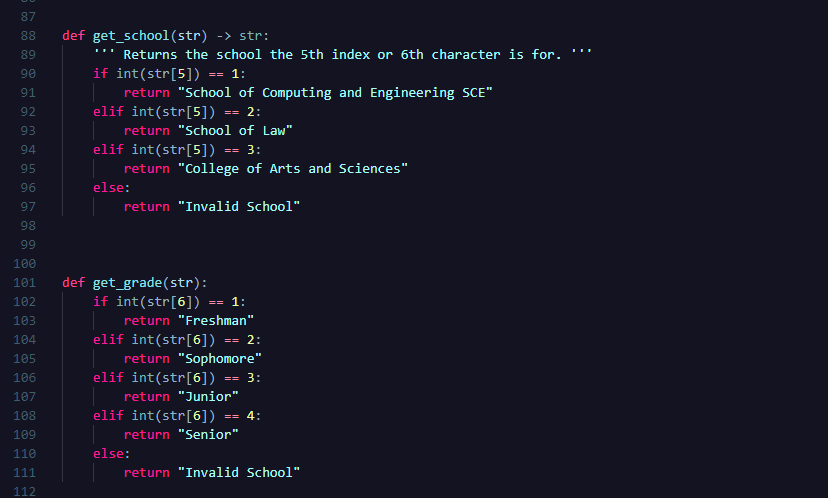 87
88 def get_school(str) -> str:
89 ''' Returns the school the 5th index or 6th character is for. '''
90 if int(str[5]) == 1:
91 return "School of Computing and Engineering SCE"
92 elif int(str[5]) == 2:
93 return "School of Law"
94 elif int(str[5]) == 3:
95 return "College of Arts and Sciences"
96 else:
97 return "Invalid School"
98
99
100
101 def get_grade(str):
102 if int(str[6]) == 1:
103 return "Freshman"
104 elif int(str[6]) == 2:
105 return "Sophomore"
106 elif int(str[6]) == 3:
107 return "Junior"
108 elif int(str[6]) == 4:
109 return "Senior"
110 else:
111 return "Invalid School"
112